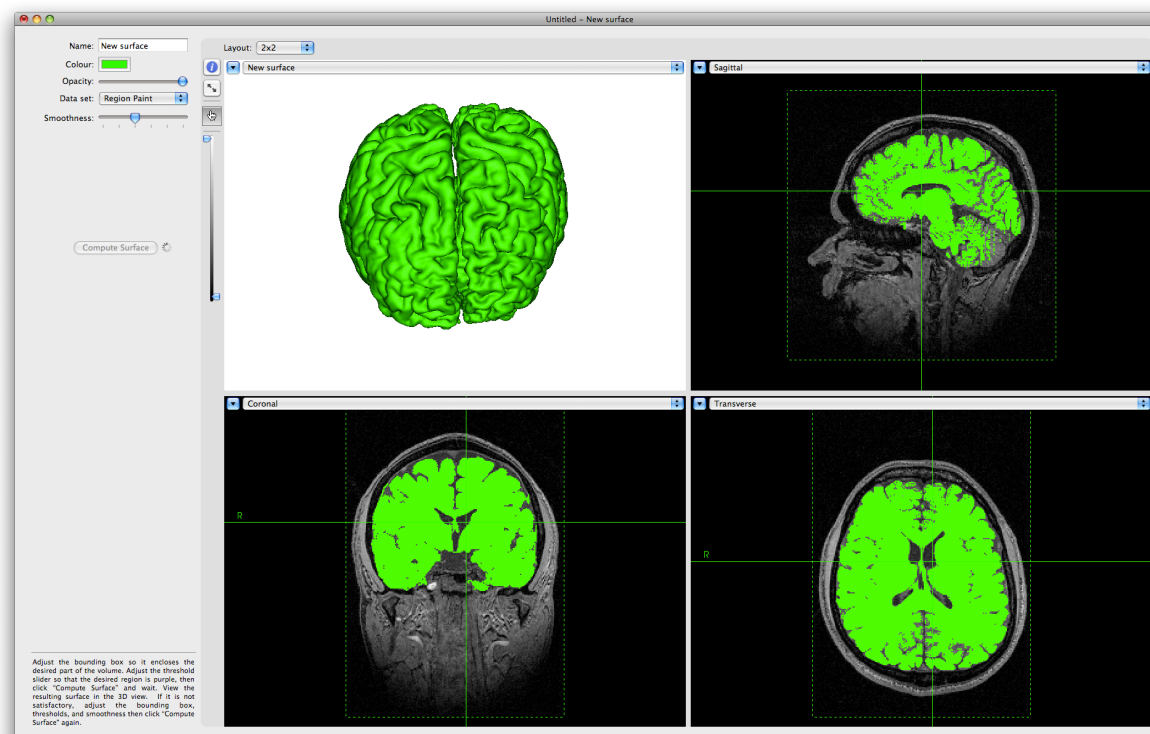 Untitled – New surface
Name: New surface
Colour:
Opacity:
Data set: Region Paint
Smoothness:
Compute Surface
Adjust the bounding box so it encloses the
desired part of the volume. Adjust the threshold
slider so that the desired region is purple, then
click "Compute Surface" and wait. View the
resulting surface in the 3D view. If it is not
satisfactory, adjust the bounding box,
thresholds, and smoothness then click "Compute
Surface" again.
Layout: 2x2
i
New surface
Sagittal
Coronal
R
Transverse
R